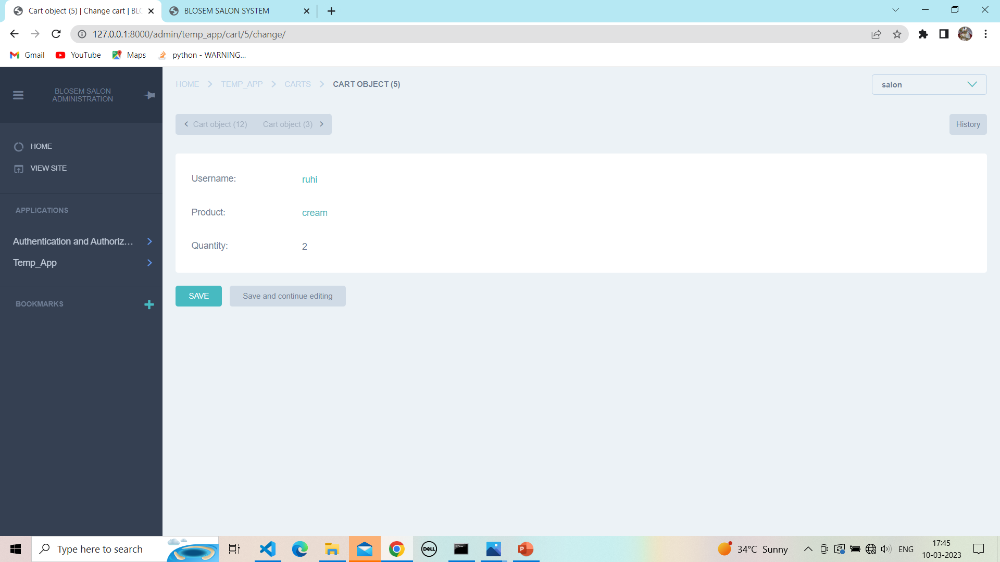 Cart object (5) | Change cart | BLO
BLOSEM SALON SYSTEM
127.0.0.1:8000/admin/temp_app/cart/5/change/
Gmail
YouTube
Maps
python - WARNING...
BLOSEM SALON
ADMINISTRATION
HOME
VIEW SITE
APPLICATIONS
Authentication and Authoriz...
Temp_App
BOOKMARKS
HOME > TEMP_APP > CARTS > CART OBJECT (5)
salon
Cart object (12)
Cart object (3)
History
Username: ruhi
Product: cream
Quantity: 2
SAVE
Save and continue editing
Type here to search
DELL
P
34°C Sunny
ENG
17:45
10-03-2023